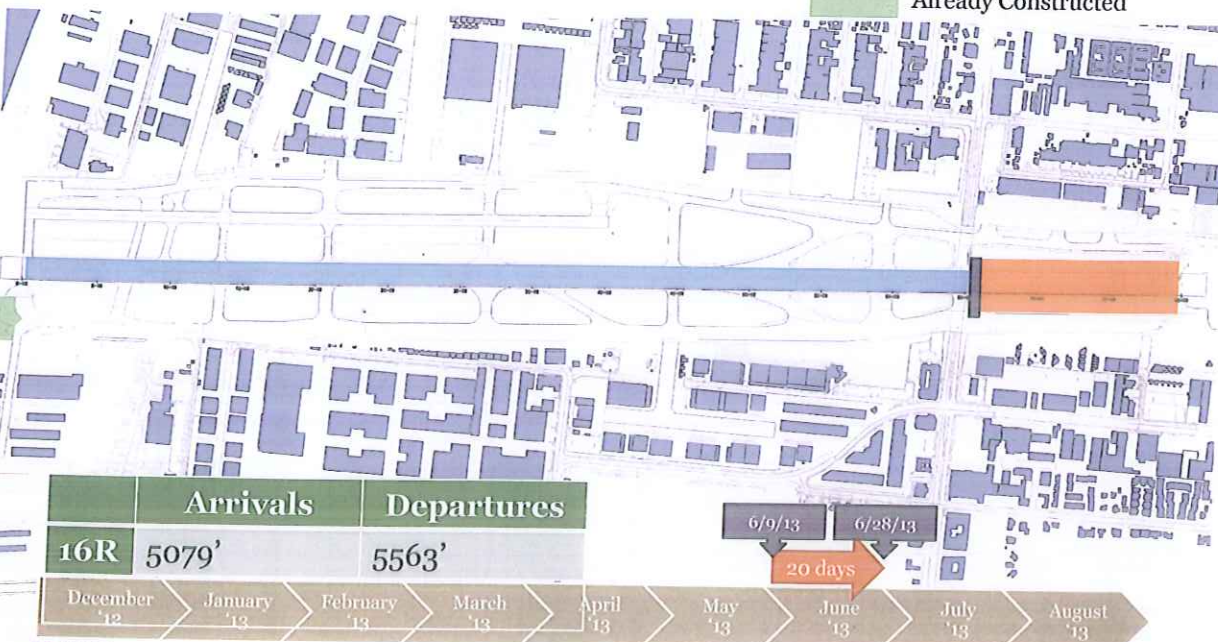 Already Constructed
Arrivals Departures
16R 5079’ 5563’
6/9/13 6/28/13
20 days
December ‘12
January ‘13
February ‘13
March ‘13
April ‘13
May ‘13
June ‘13
July ‘13
August ‘13